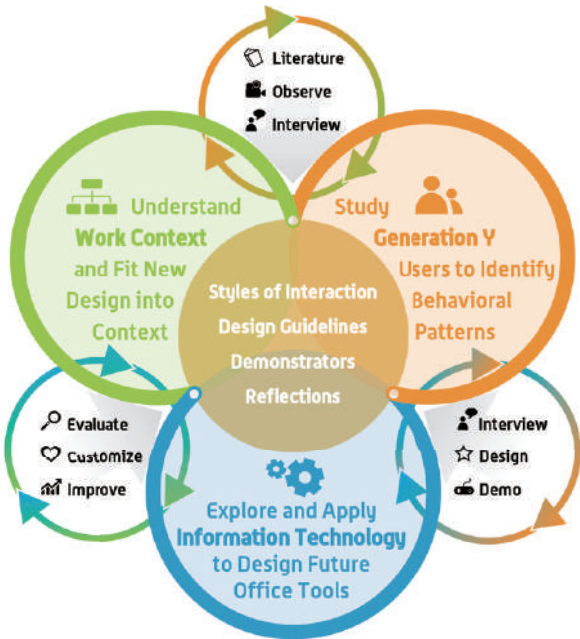 Literature
Observe
Interview
Understand
Work Context
and Fit New
Design into
Context
Study
Generation Y
Users to Identify
Behavioral
Patterns
Styles of Interaction
Design Guidelines
Demonstrators
Reflections
Evaluate
Customize
Improve
Interview
Design
Demo
Explore and Apply
Information Technology
to Design Future
Office Tools